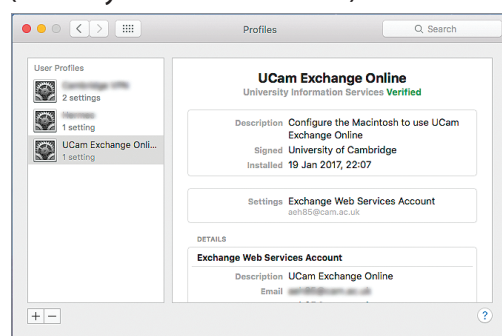 Profiles
Search
User Profiles
2 settings
1 setting
UCam Exchange Onli...
1 setting
UCam Exchange Online
University Information Services Verified
Description Configure the Macintosh to use UCam
Exchange Online
Signed University of Cambridge
Installed 19 Jan 2017, 22:07
Settings Exchange Web Services Account
aeh85@cam.ac.uk
DETAILS
Exchange Web Services Account
Description UCam Exchange Online
Email